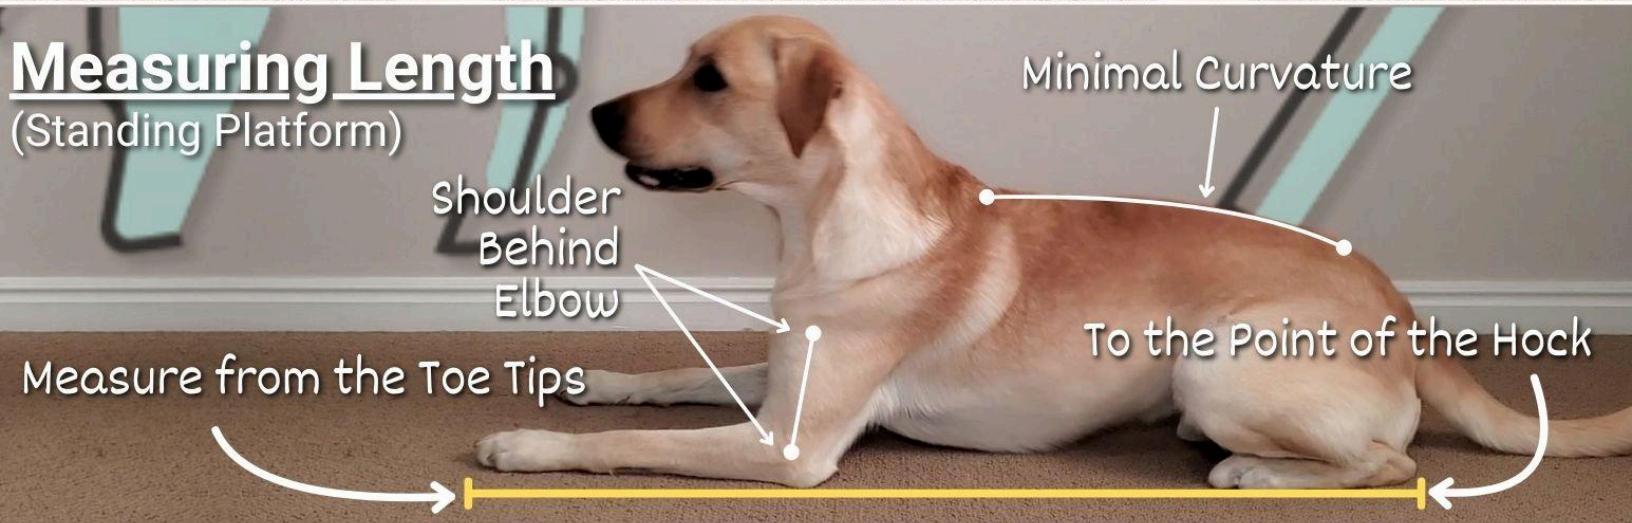 Measuring Length
(Standing Platform)
Minimal Curvature
Shoulder
Behind
Elbow
To the Point of the Hock
Measure from the Toe Tips